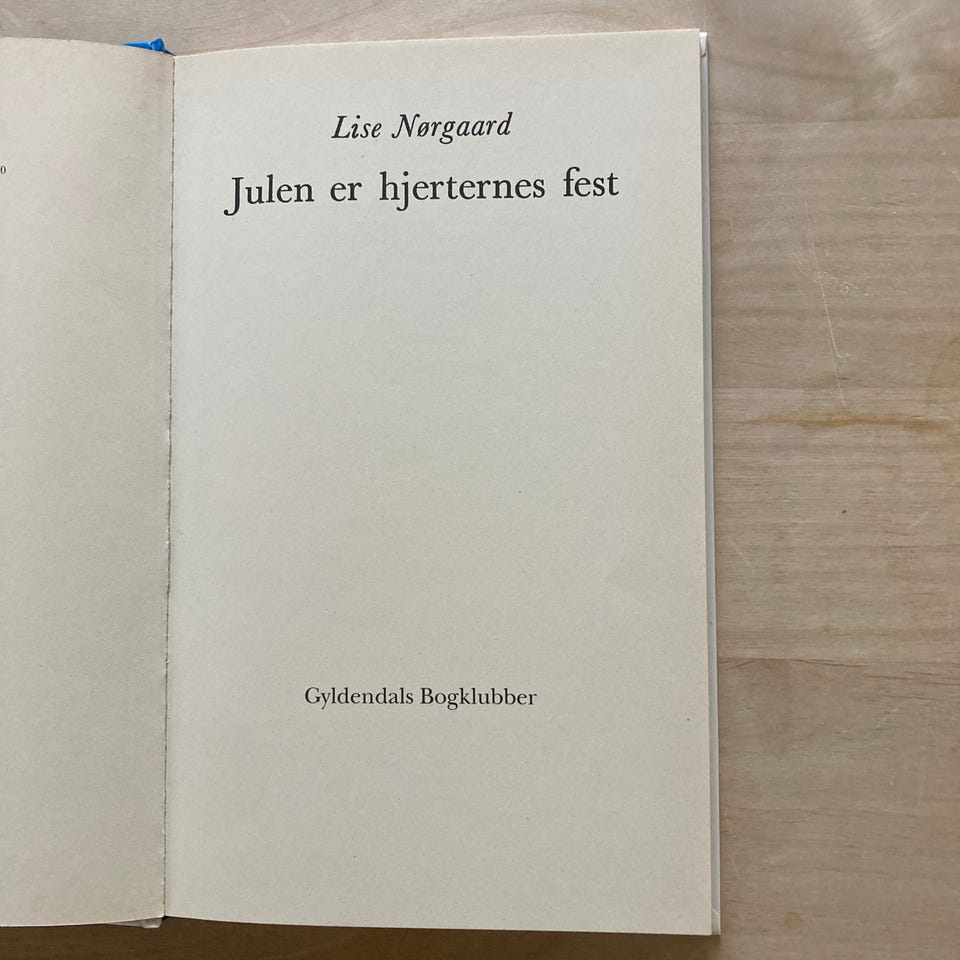 Lise Nørgaard
Julen er hjerternes fest
Gyldendals Bogklubber